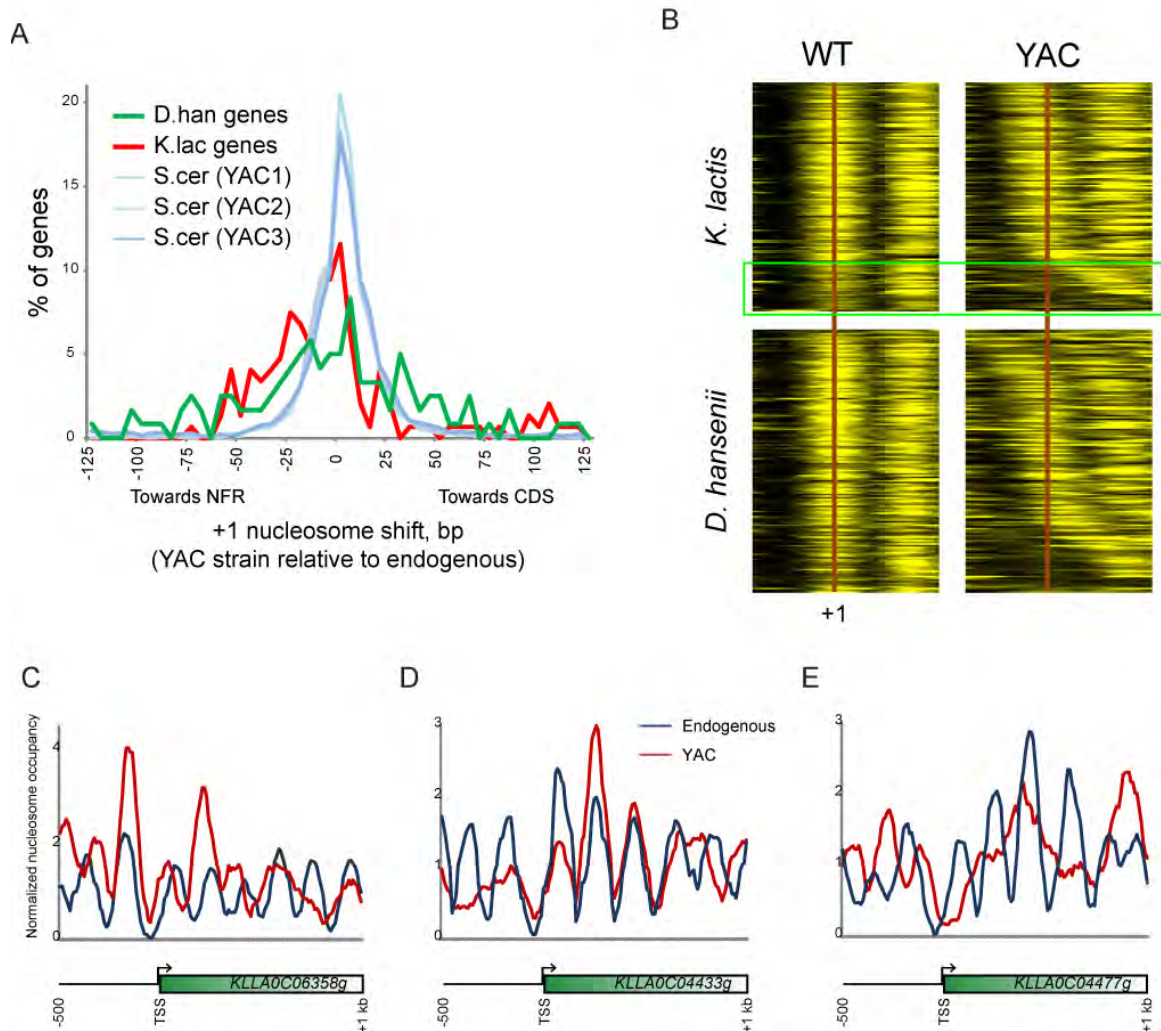 A
20
15
10
5
0
% of genes
D.han genes
K.lac genes
S.cer (YAC1)
S.cer (YAC2)
S.cer (YAC3)
-125
-100
-75
-50
-25
0
25
50
75
100
125
Towards NFR
Towards CDS
+1 nucleosome shift, bp
(YAC strain relative to endogenous)
B
WT
YAC
K. lactis
D. hansenii
+1
C
Normalized nucleosome occupancy
4
2
0
KLLA0C06358g
-500
TSS
+1 kb
D
3
2
1
0
Endogenous
YAC
KLLA0C04433g
-500
TSS
+1 kb
E
3
2
1
0
KLLA0C04477g
-500
TSS
+1 kb